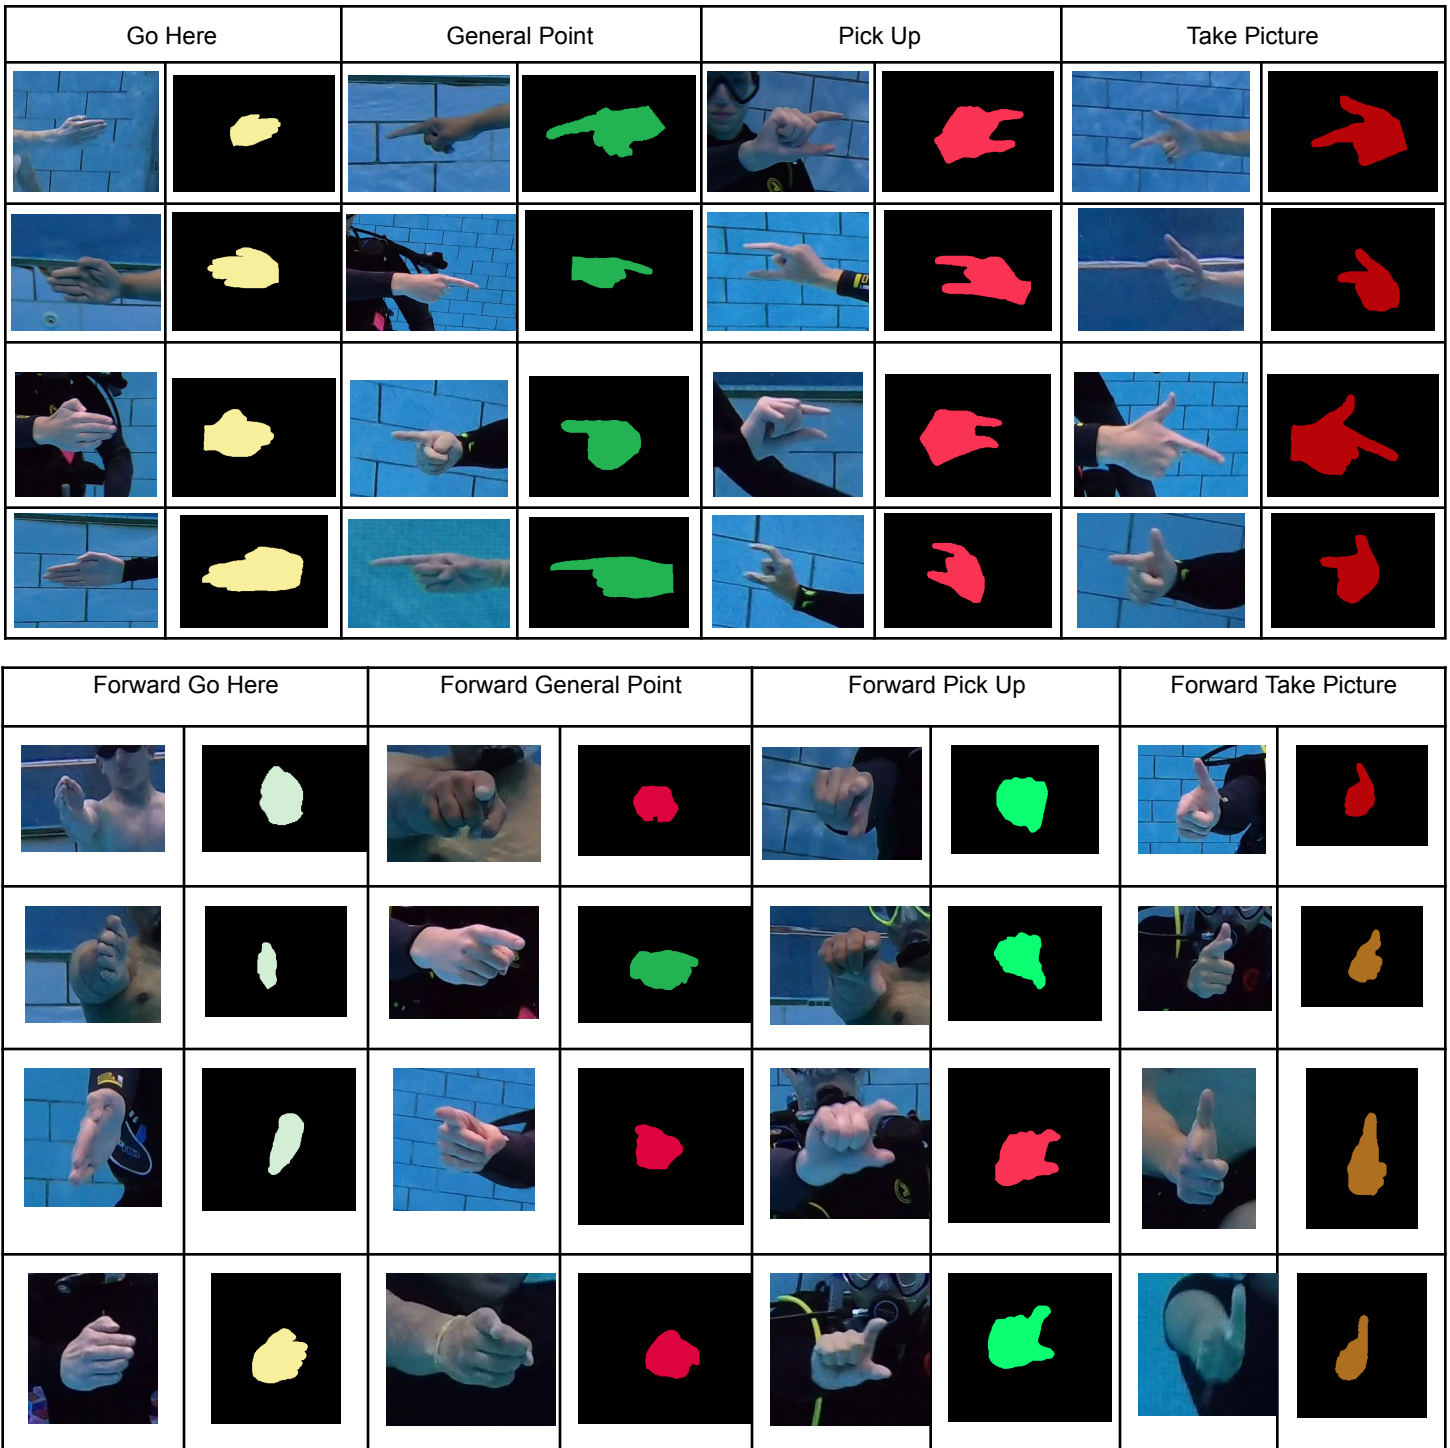 Go Here
General Point
Pick Up
Take Picture
Forward Go Here
Forward General Point
Forward Pick Up
Forward Take Picture